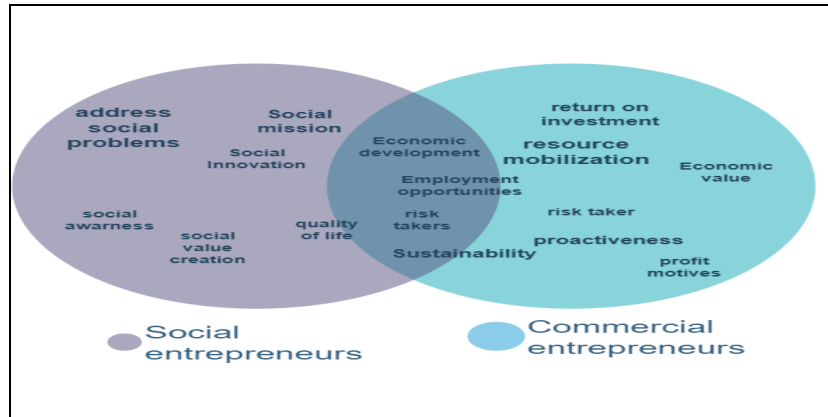 address
social
problems
Social
mission
Social
Innovation
social
awarness
social
value
creation
quality
of life
Economic
development
Employment
opportunities
risk
takers
Sustainability
return on
investment
resource
mobilization
Economic
value
risk taker
proactiveness
profit
motives
Social
entrepreneurs
Commercial
entrepreneurs